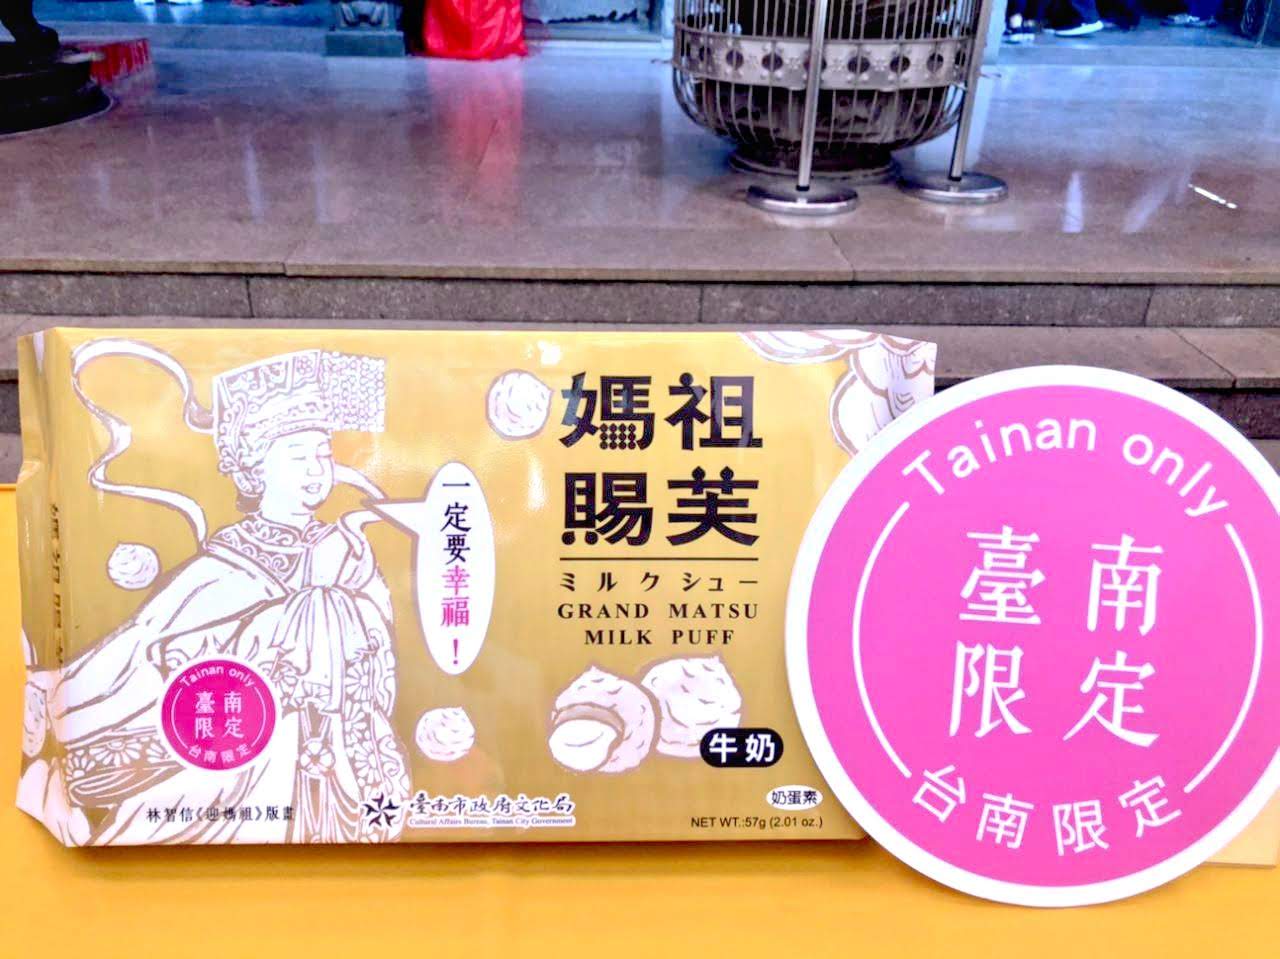 媽祖
賜芙
ミルクシュー
GRAND MATSU
MILK PUFF
一定要幸福！
牛奶
奶蛋素
NET WT.:57g (2.01 oz.)
Tainan only
臺南
限定
台南限定
林智信《迎媽祖》版畫
臺南市政府文化局
Cultural Affairs Bureau, Tainan City Government
Tainan only
臺南
限定
台南限定